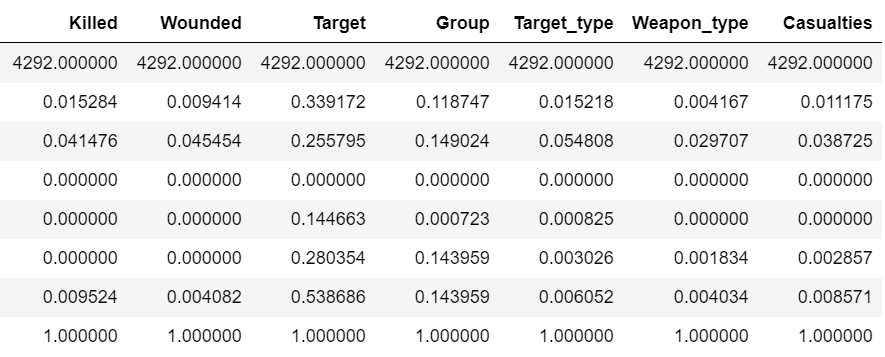 Killed Wounded Target Group Target_type Weapon_type Casualties
4292.000000 4292.000000 4292.000000 4292.000000 4292.000000 4292.000000 4292.000000
0.015284 0.009414 0.339172 0.118747 0.015218 0.004167 0.011175
0.041476 0.045454 0.255795 0.149024 0.054808 0.029707 0.038725
0.000000 0.000000 0.000000 0.000000 0.000000 0.000000 0.000000
0.000000 0.000000 0.144663 0.000723 0.000825 0.000000 0.000000
0.000000 0.000000 0.280354 0.143959 0.003026 0.001834 0.002857
0.009524 0.004082 0.538686 0.143959 0.006052 0.004034 0.008571
1.000000 1.000000 1.000000 1.000000 1.000000 1.000000 1.000000